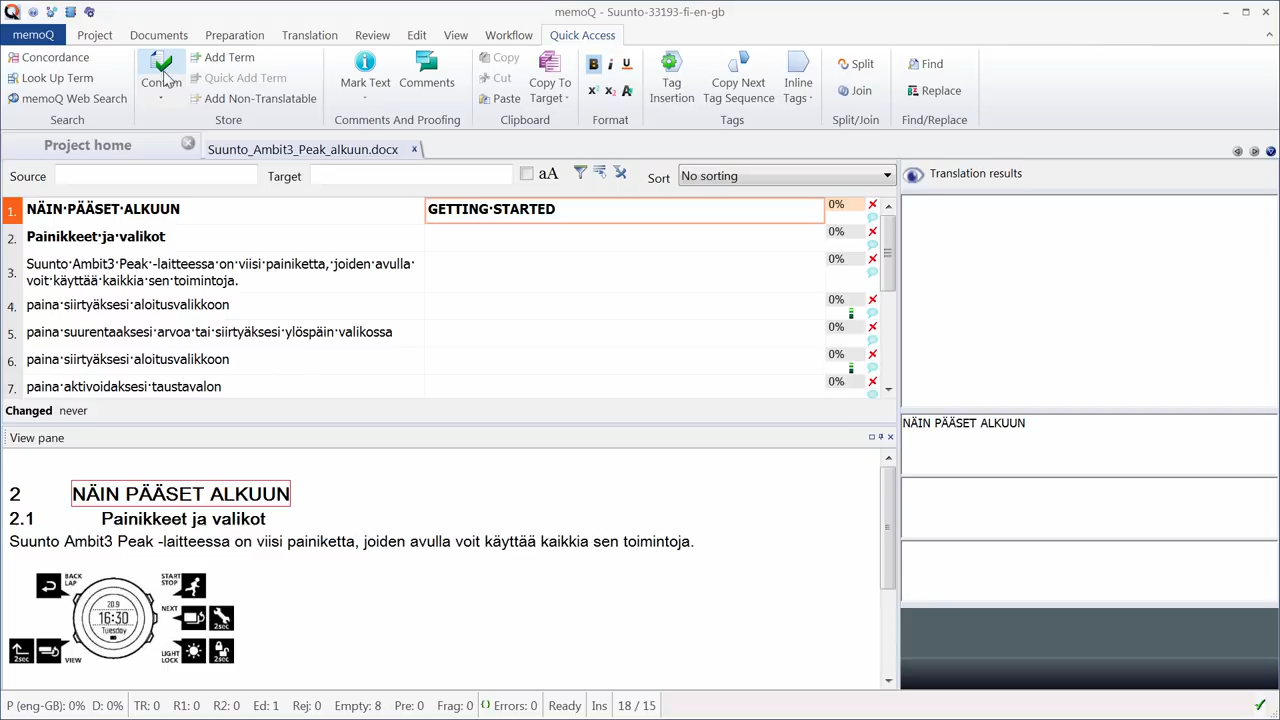 memoQ - Suunto-33193-fi-en-gb
memoQ Project Documents Preparation Translation Review Edit View Workflow Quick Access
Concordance
Look Up Term
memoQ Web Search
Search
Add Term
Quick Add Term
Add Non-Translatable
Store
Mark Text
Comments
Comments And Proofing
Copy
Cut
Paste
Copy To
Target
Clipboard
B i U
x² x₂ A
Format
Tag
Insertion
Copy Next
Tag Sequence
Inline
Tags
Tags
Split
Join
Split/Join
Find
Replace
Find/Replace
Project home
Suunto_Ambit3_Peak_alkuun.docx x
Source Target aA Sort No sorting
1. NÄIN·PÄÄSET·ALKUUN GETTING·STARTED 0%
2. Painikkeet·ja·valikot 0%
3. Suunto·Ambit3·Peak·-laitteessa·on·viisi·painiketta,·joiden·avulla·
voit·käyttää·kaikkia·sen·toimintoja. 0%
4. paina·siirtyäksesi·aloitusvalikkoon 0%
5. paina·suurentaaksesi·arvoa·tai·siirtyäksesi·ylöspäin·valikossa 0%
6. paina·siirtyäksesi·aloitusvalikkoon 0%
7. paina·aktivoidaksesi·taustavalon 0%
Changed never
View pane
2 NÄIN PÄÄSET ALKUUN
2.1 Painikkeet ja valikot
Suunto Ambit3 Peak -laitteessa on viisi painiketta, joiden avulla voit käyttää kaikkia sen toimintoja.
BACK
LAP
START
STOP
20.9
16:30
Tuesday
NEXT
2sec
2sec
VIEW
LIGHT
LOCK
2sec
Translation results
NÄIN PÄÄSET ALKUUN
P (eng-GB): 0% D: 0% TR: 0 R1: 0 R2: 0 Ed: 1 Rej: 0 Empty: 8 Pre: 0 Frag: 0 Errors: 0 Ready Ins 18 / 15